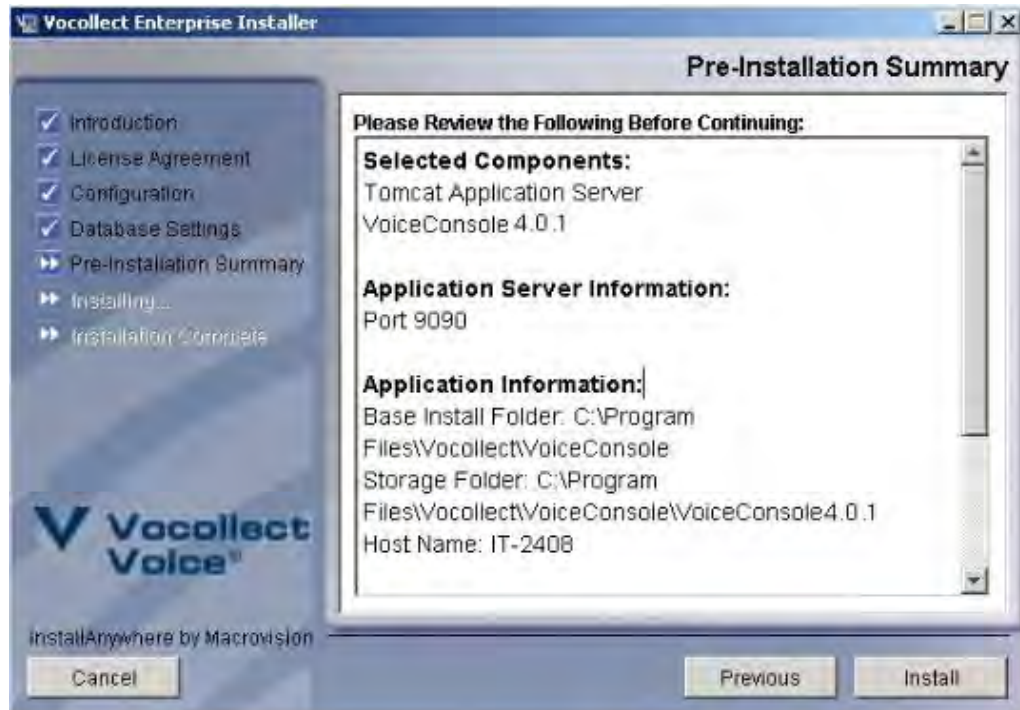 Vocollect Enterprise Installer
Pre-Installation Summary
Introduction
License Agreement
Configuration
Database Settings
Pre-Installation Summary
Installing...
Installation Complete
Please Review the Following Before Continuing:
Selected Components:
Tomcat Application Server
VoiceConsole 4.0.1
Application Server Information:
Port 9090
Application Information:
Base Install Folder: C:\Program
Files\Vocollect\VoiceConsole
Storage Folder: C:\Program
Files\Vocollect\VoiceConsole\VoiceConsole4.0.1
Host Name: IT-2408
V Vocollect
Voice®
InstallAnywhere by Macrovision
Cancel
Previous
Install